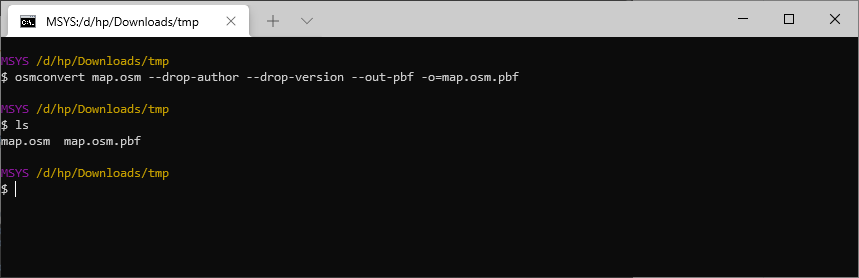 MSYS:/d/hp/Downloads/tmp
MSYS /d/hp/Downloads/tmp
$ osmconvert map.osm --drop-author --drop-version --out-pbf -o=map.osm.pbf
MSYS /d/hp/Downloads/tmp
$ ls
map.osm  map.osm.pbf
MSYS /d/hp/Downloads/tmp
$